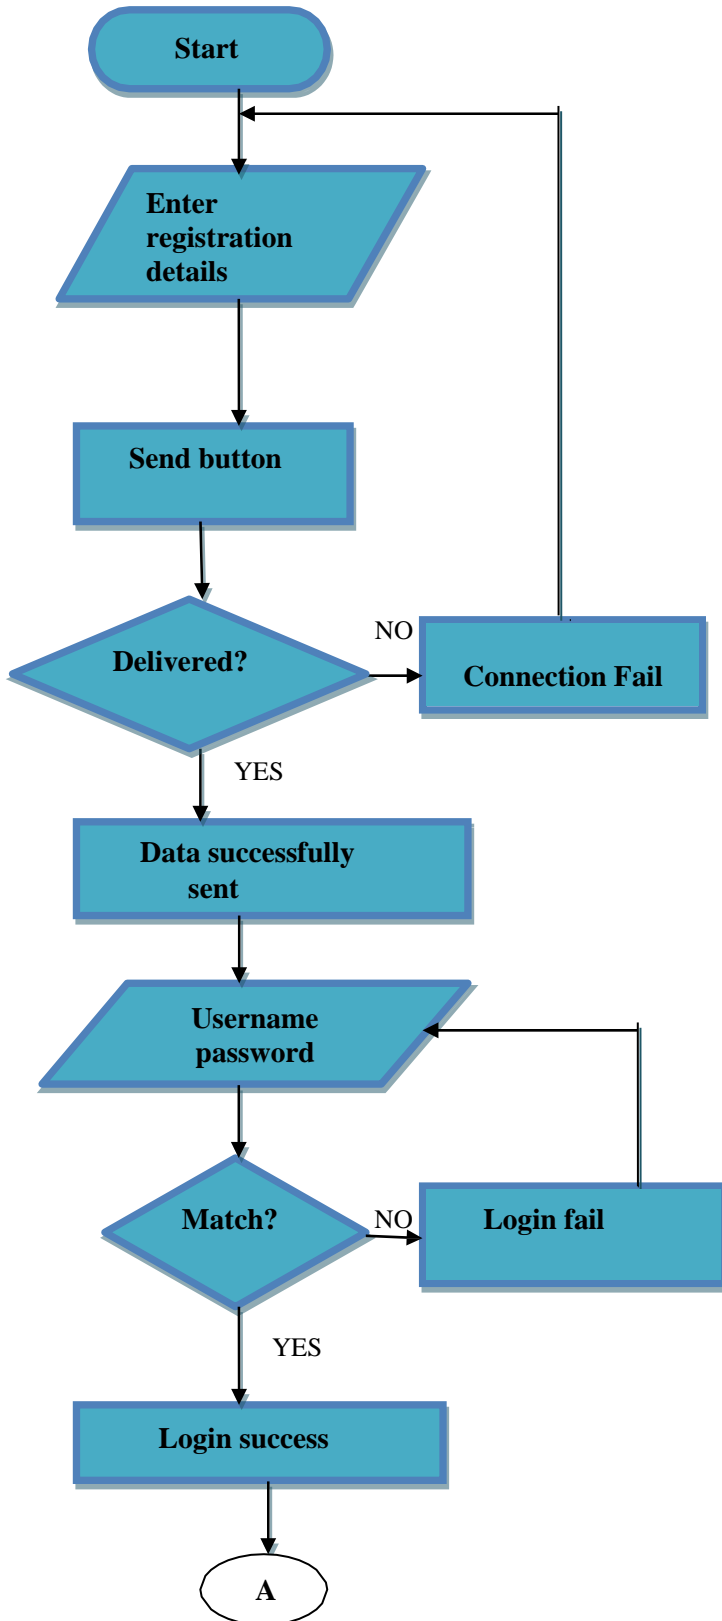 Start
Enter
registration
details
Send button
Delivered?
NO
Connection Fail
YES
Data successfully
sent
Username
password
Match?
NO
Login fail
YES
Login success
A